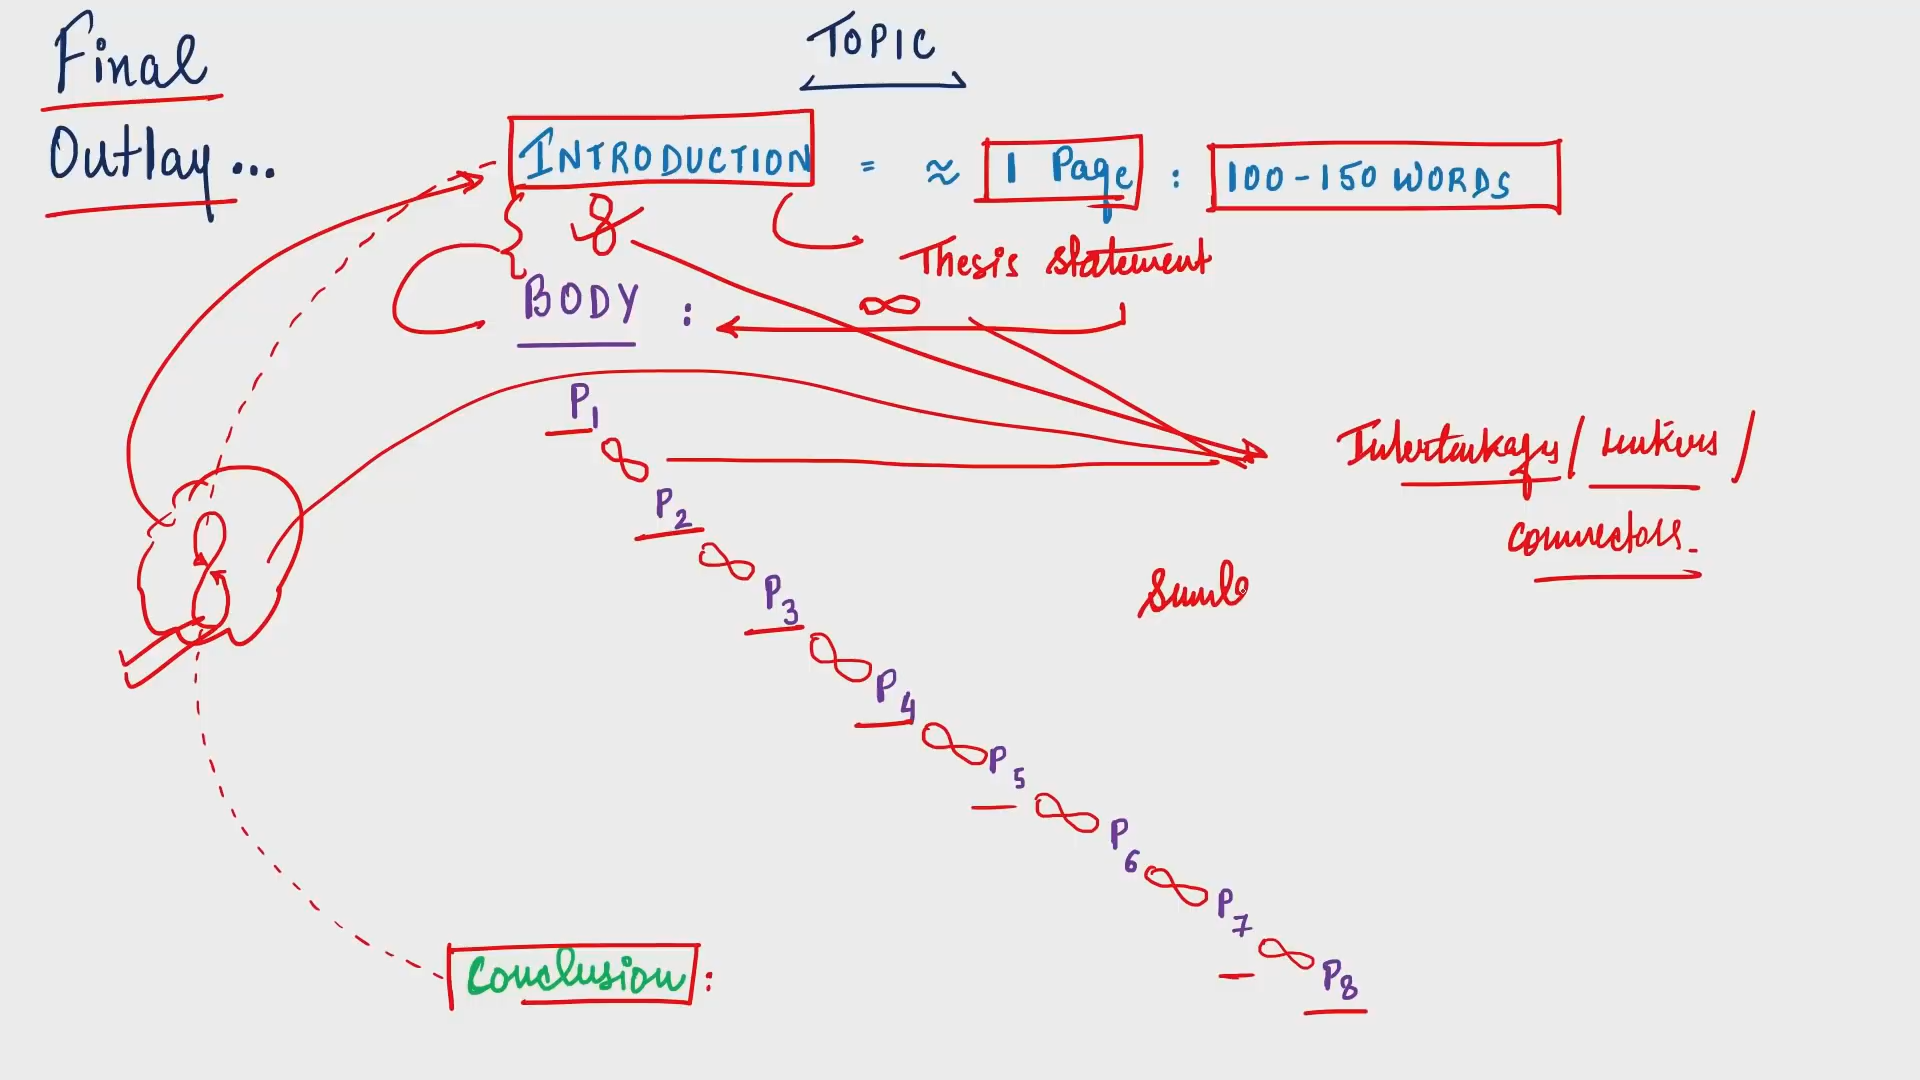 Final
Outlay...
TOPIC
INTRODUCTION = ≈ 1 Page : 100-150 WORDS
Thesis statement
BODY :
P1
P2
P3
P4
P5
P6
P7
P8
/ linkers /
connectors.
Conclusion :